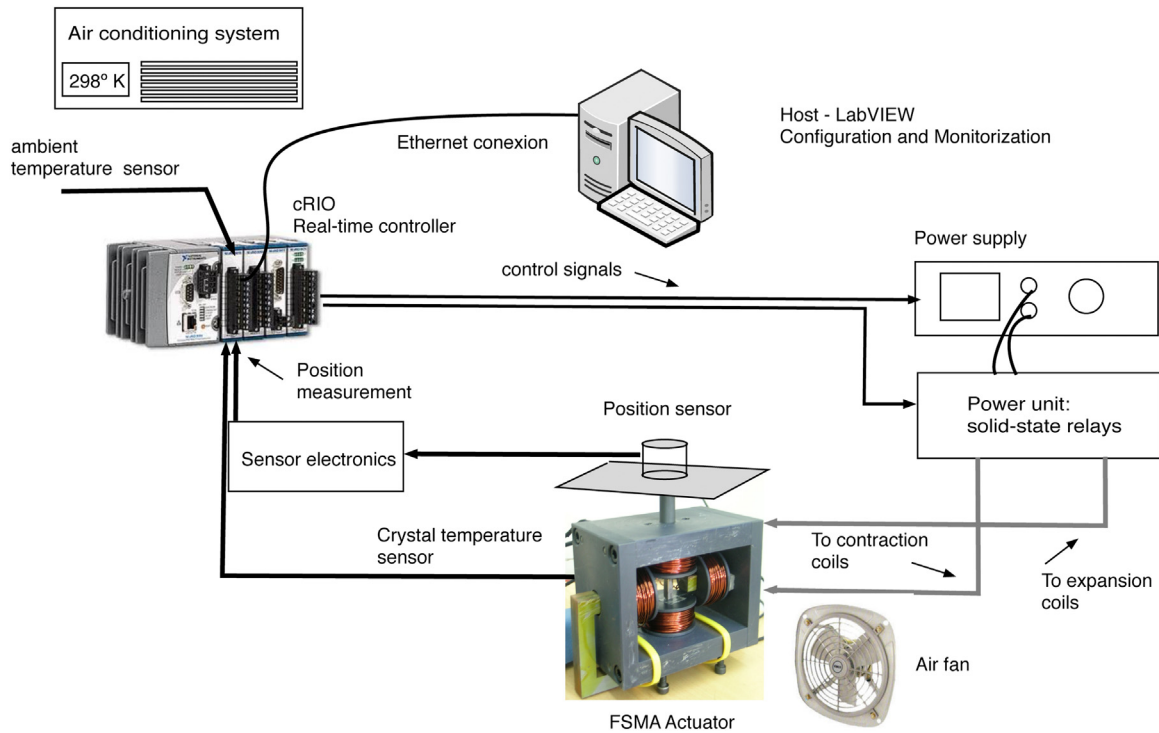 Air conditioning system
298º K
ambient
temperature sensor
Ethernet conexion
Host - LabVIEW
Configuration and Monitorization
cRIO
Real-time controller
Power supply
control signals
Position
measurement
Position sensor
Power unit:
solid-state relays
Sensor electronics
Crystal temperature
sensor
To contraction
coils
To expansion
coils
Air fan
FSMA Actuator